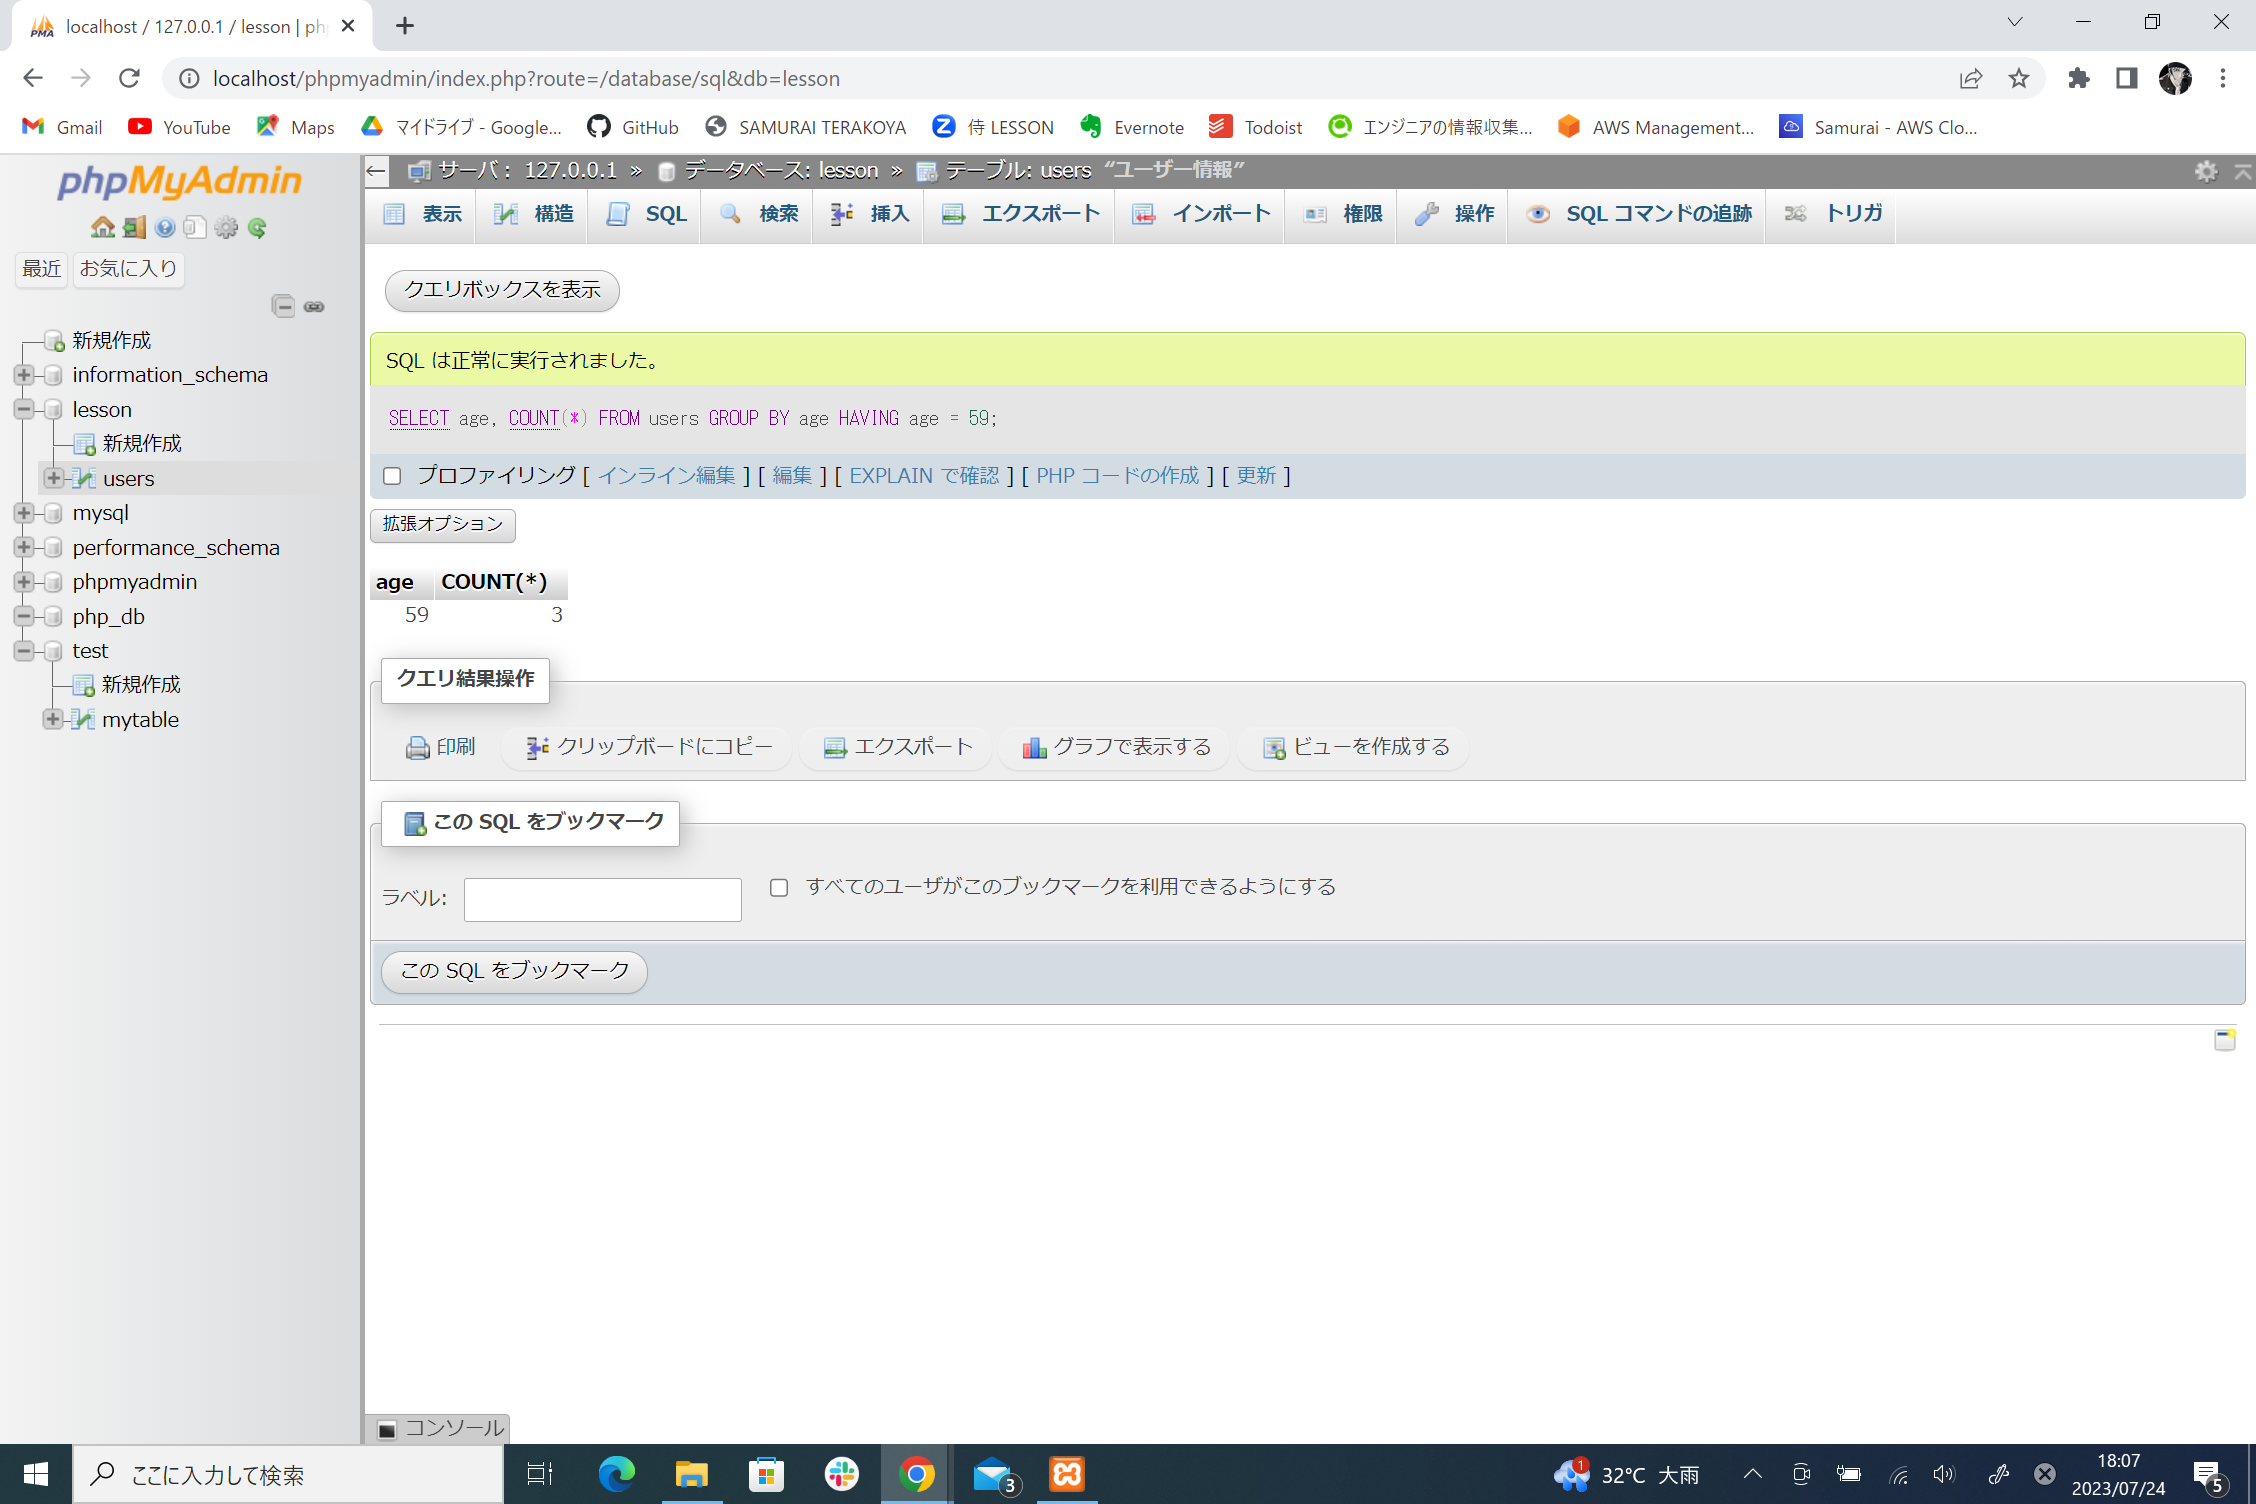 localhost / 127.0.0.1 / lesson | ph
localhost/phpmyadmin/index.php?route=/database/sql&db=lesson
Gmail YouTube Maps マイドライブ - Google... GitHub SAMURAI TERAKOYA 侍 LESSON Evernote Todoist エンジニアの情報収集... AWS Management... Samurai - AWS Clo...
phpMyAdmin
最近 お気に入り
新規作成
information_schema
lesson
新規作成
users
mysql
performance_schema
phpmyadmin
php_db
test
新規作成
mytable
サーバ： 127.0.0.1 » データベース: lesson » テーブル: users “ユーザー情報”
表示 構造 SQL 検索 挿入 エクスポート インポート 権限 操作 SQL コマンドの追跡 トリガ
クエリボックスを表示
SQL は正常に実行されました。
SELECT age, COUNT(*) FROM users GROUP BY age HAVING age = 59;
プロファイリング [ インライン編集 ] [ 編集 ] [ EXPLAIN で確認 ] [ PHP コードの作成 ] [ 更新 ]
拡張オプション
age COUNT(*)
59 3
クエリ結果操作
印刷 クリップボードにコピー エクスポート グラフで表示する ビューを作成する
この SQL をブックマーク
ラベル: すべてのユーザがこのブックマークを利用できるようにする
この SQL をブックマーク
コンソール
ここに入力して検索
3
1
32°C 大雨
18:07
2023/07/24
5